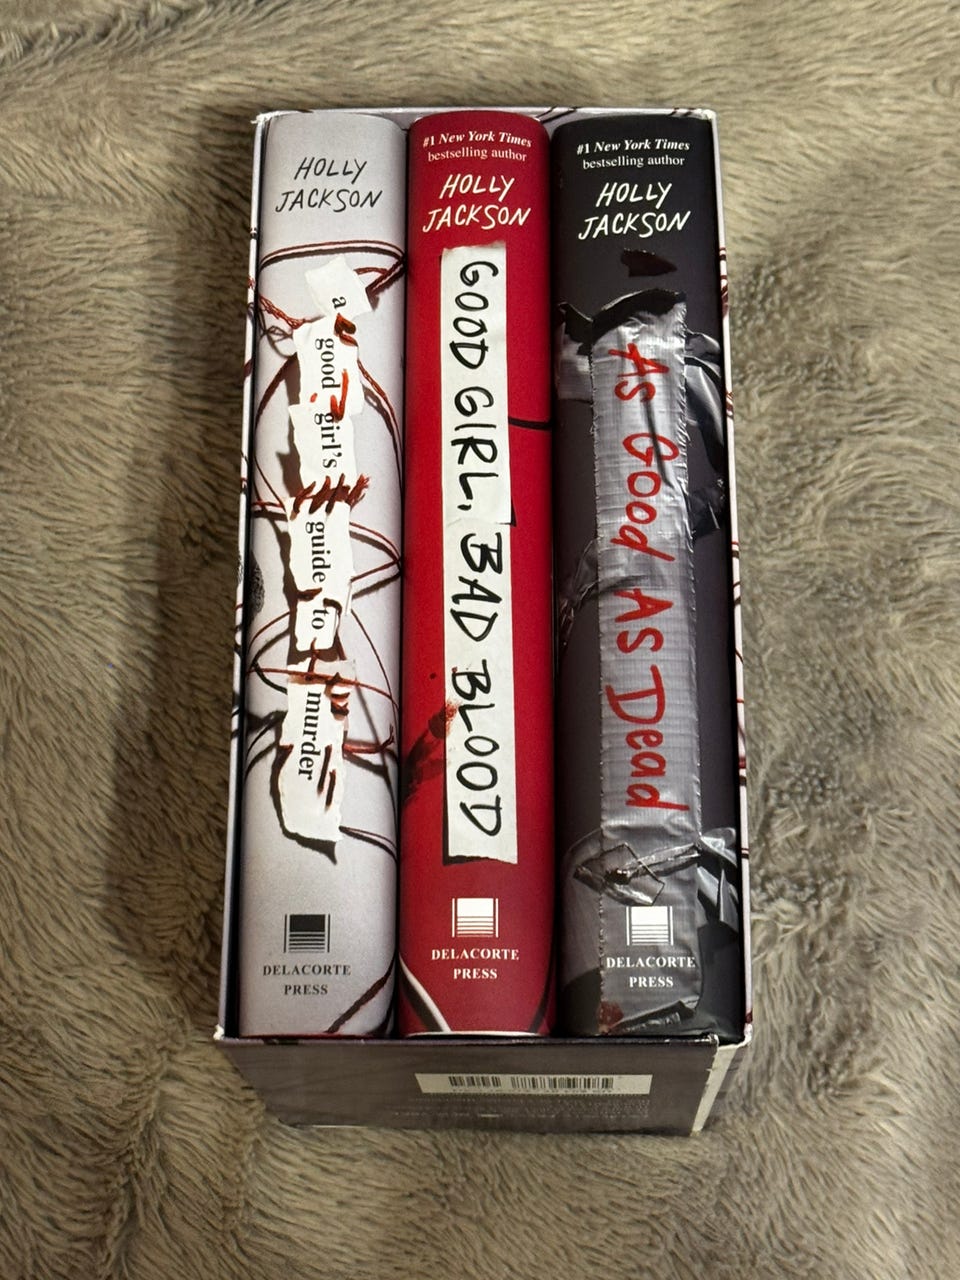 HOLLY
JACKSON
a
good
girl's
guide
to
murder
DELACORTE
PRESS
#1 New York Times
bestselling author
HOLLY
JACKSON
GOOD GIRL, BAD BLOOD
DELACORTE
PRESS
#1 New York Times
bestselling author
HOLLY
JACKSON
As Good As Dead
DELACORTE
PRESS